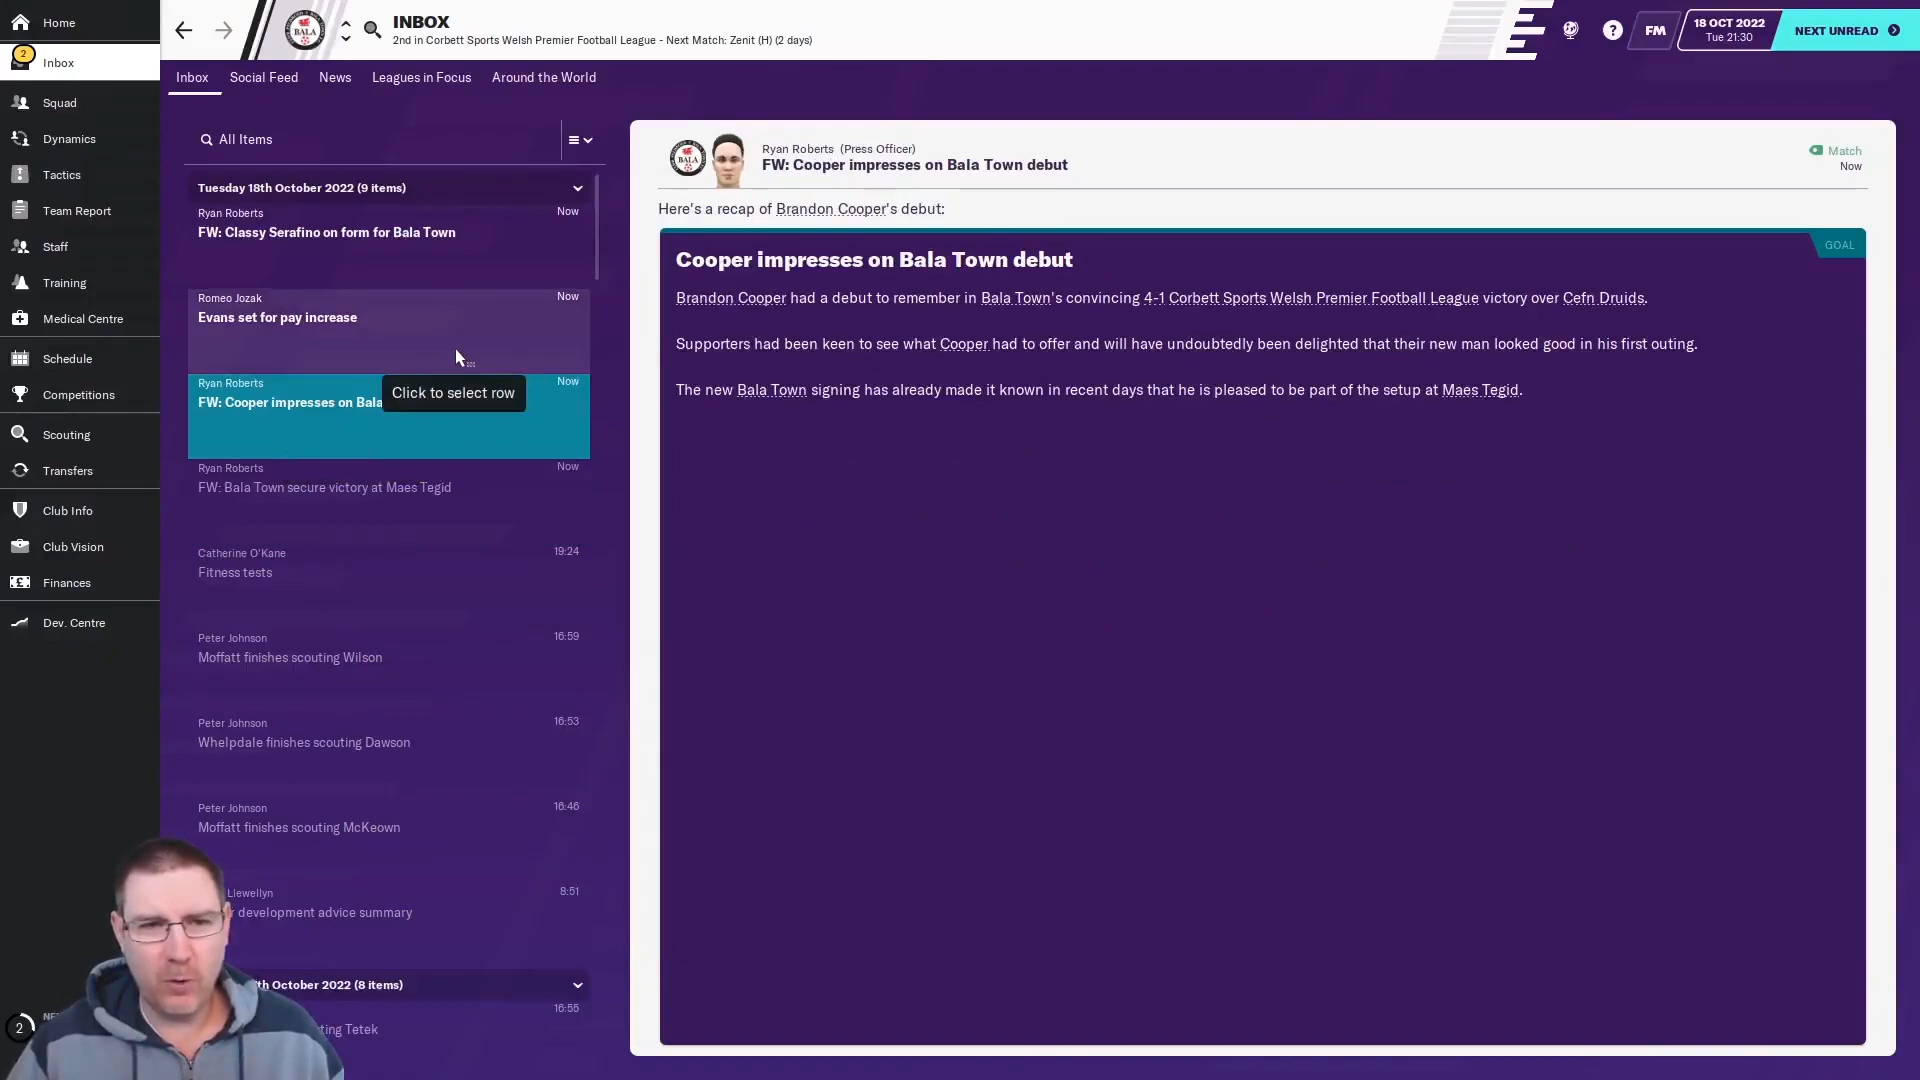 Home
2
Inbox
Squad
Dynamics
Tactics
Team Report
Staff
Training
Medical Centre
Schedule
Competitions
Scouting
Transfers
Club Info
Club Vision
Finances
Dev. Centre
2
BALA
INBOX
2nd in Corbett Sports Welsh Premier Football League - Next Match: Zenit (H) (2 days)
?
FM
18 OCT 2022
Tue 21:30
NEXT UNREAD
Inbox
Social Feed
News
Leagues in Focus
Around the World
All Items
Tuesday 18th October 2022 (9 items)
Ryan Roberts
Now
FW: Classy Serafino on form for Bala Town
Romeo Jozak
Now
Evans set for pay increase
Ryan Roberts
Now
FW: Cooper impresses on Bala
Click to select row
Ryan Roberts
Now
FW: Bala Town secure victory at Maes Tegid
Catherine O'Kane
19:24
Fitness tests
Peter Johnson
16:59
Moffatt finishes scouting Wilson
Peter Johnson
16:53
Whelpdale finishes scouting Dawson
Peter Johnson
16:46
Moffatt finishes scouting McKeown
Llewellyn
8:51
r development advice summary
th October 2022 (8 items)
16:55
ting Tetek
BALA
Ryan Roberts (Press Officer)
FW: Cooper impresses on Bala Town debut
Match
Now
Here's a recap of Brandon Cooper's debut:
GOAL
Cooper impresses on Bala Town debut
Brandon Cooper had a debut to remember in Bala Town's convincing 4-1 Corbett Sports Welsh Premier Football League victory over Cefn Druids.
Supporters had been keen to see what Cooper had to offer and will have undoubtedly been delighted that their new man looked good in his first outing.
The new Bala Town signing has already made it known in recent days that he is pleased to be part of the setup at Maes Tegid.